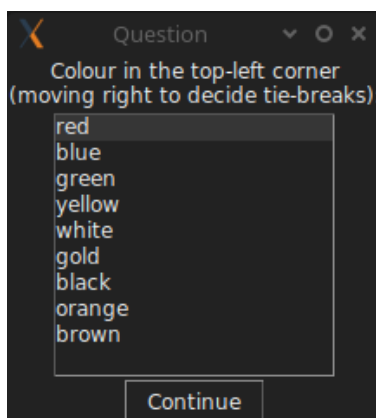 Question
Colour in the top-left corner
(moving right to decide tie-breaks)
red
blue
green
yellow
white
gold
black
orange
brown
Continue